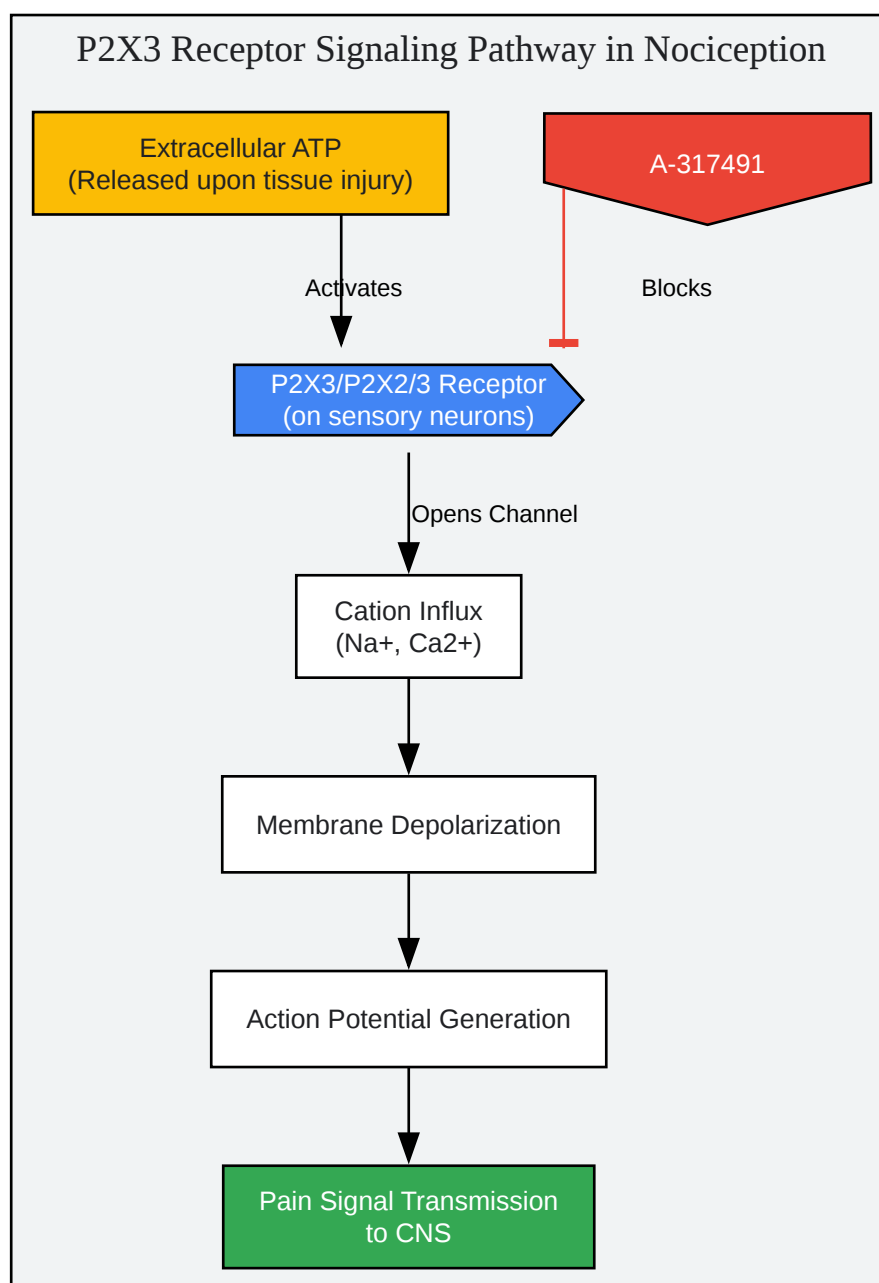 P2X3 Receptor Signaling Pathway in Nociception
Extracellular ATP
(Released upon tissue injury)
A-317491
Activates
Blocks
P2X3/P2X2/3 Receptor
(on sensory neurons)
Opens Channel
Cation Influx
(Na+, Ca2+)
Membrane Depolarization
Action Potential Generation
Pain Signal Transmission
to CNS